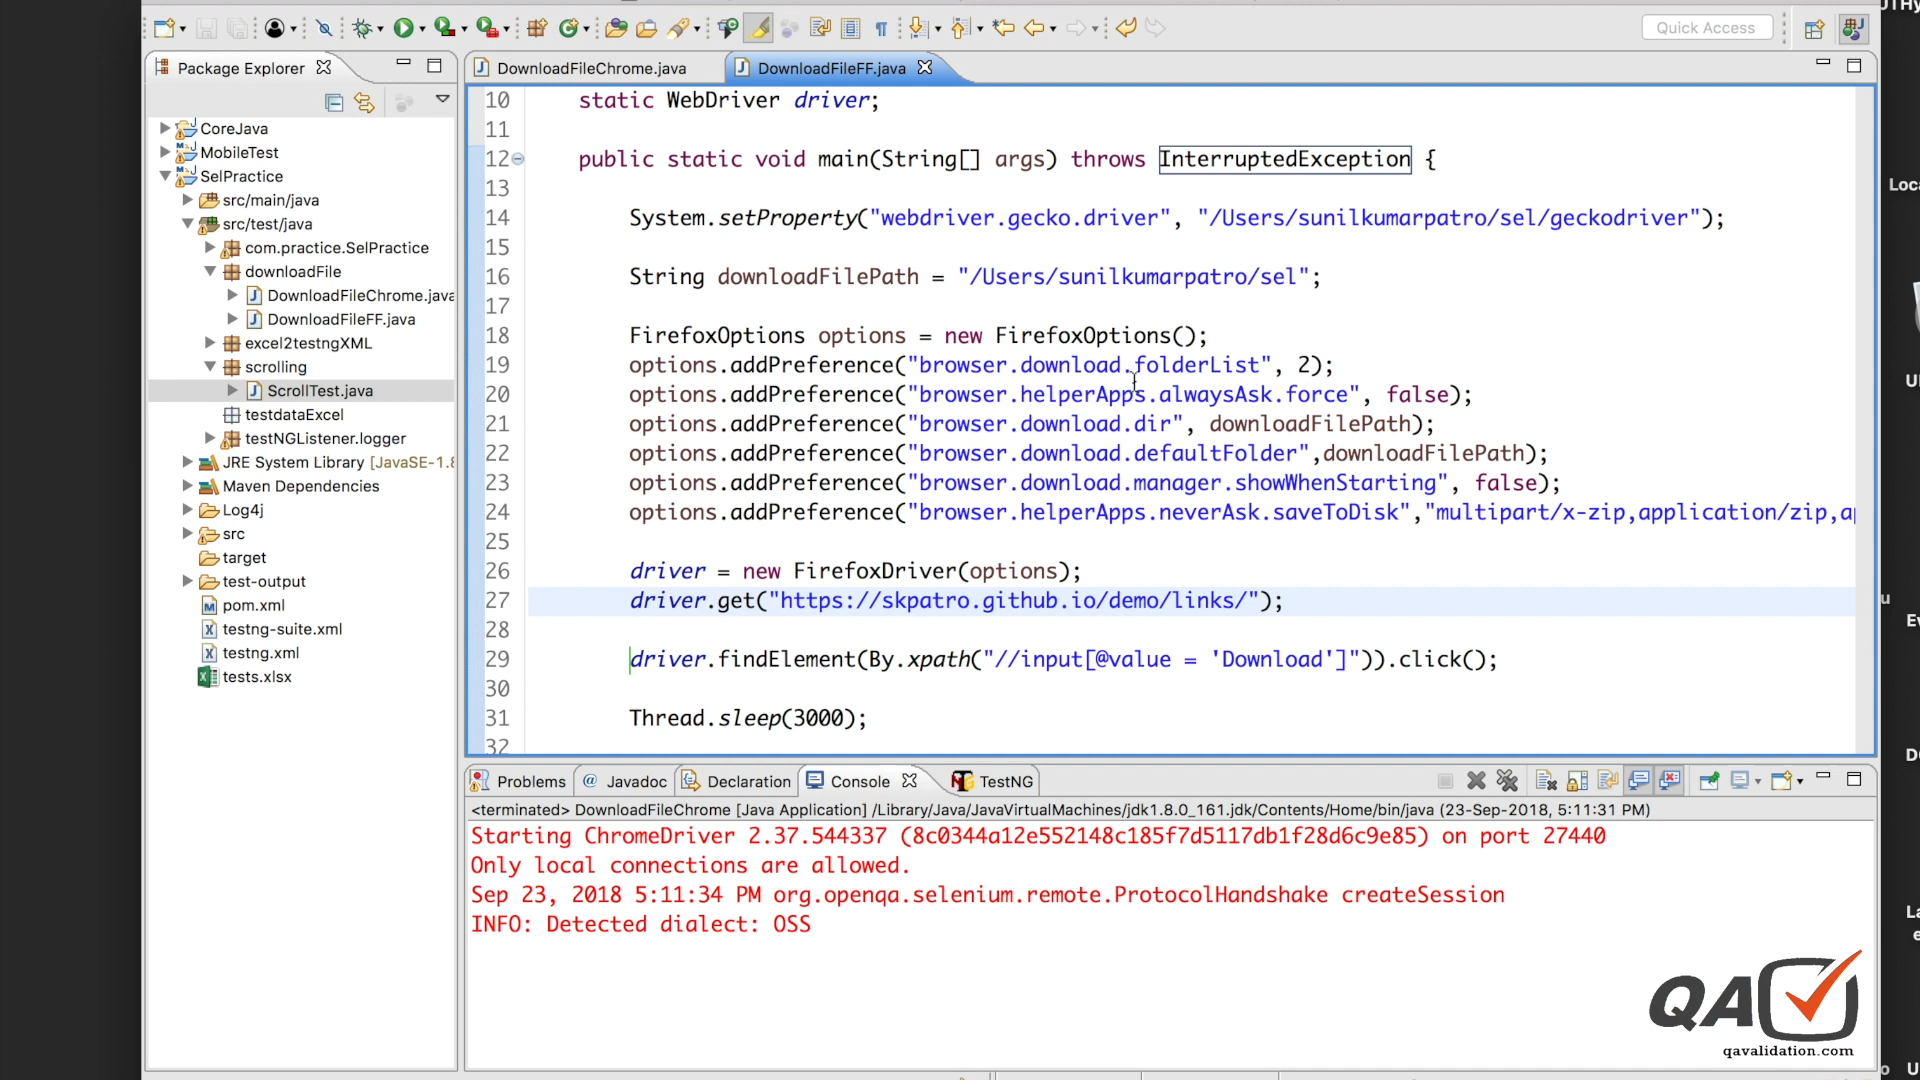 Quick Access
Package Explorer
DownloadFileChrome.java
DownloadFileFF.java
CoreJava
MobileTest
SelPractice
src/main/java
src/test/java
com.practice.SelPractice
downloadFile
DownloadFileChrome.java
DownloadFileFF.java
excel2testngXML
scrolling
ScrollTest.java
testdataExcel
testNGListener.logger
JRE System Library [JavaSE-1.8
Maven Dependencies
Log4j
src
target
test-output
pom.xml
testng-suite.xml
testng.xml
tests.xlsx
10 static WebDriver driver;
11
12 public static void main(String[] args) throws InterruptedException {
13
14 System.setProperty("webdriver.gecko.driver", "/Users/sunilkumarpatro/sel/geckodriver");
15
16 String downloadFilePath = "/Users/sunilkumarpatro/sel";
17
18 FirefoxOptions options = new FirefoxOptions();
19 options.addPreference("browser.download.folderList", 2);
20 options.addPreference("browser.helperApps.alwaysAsk.force", false);
21 options.addPreference("browser.download.dir", downloadFilePath);
22 options.addPreference("browser.download.defaultFolder",downloadFilePath);
23 options.addPreference("browser.download.manager.showWhenStarting", false);
24 options.addPreference("browser.helperApps.neverAsk.saveToDisk","multipart/x-zip,application/zip,ap
25
26 driver = new FirefoxDriver(options);
27 driver.get("https://skpatro.github.io/demo/links/");
28
29 driver.findElement(By.xpath("//input[@value = 'Download']")).click();
30
31 Thread.sleep(3000);
32
Problems @ Javadoc Declaration Console TestNG
<terminated> DownloadFileChrome [Java Application] /Library/Java/JavaVirtualMachines/jdk1.8.0_161.jdk/Contents/Home/bin/java (23-Sep-2018, 5:11:31 PM)
Starting ChromeDriver 2.37.544337 (8c0344a12e552148c185f7d5117db1f28d6c9e85) on port 27440
Only local connections are allowed.
Sep 23, 2018 5:11:34 PM org.openqa.selenium.remote.ProtocolHandshake createSession
INFO: Detected dialect: OSS
QA
qavalidation.com